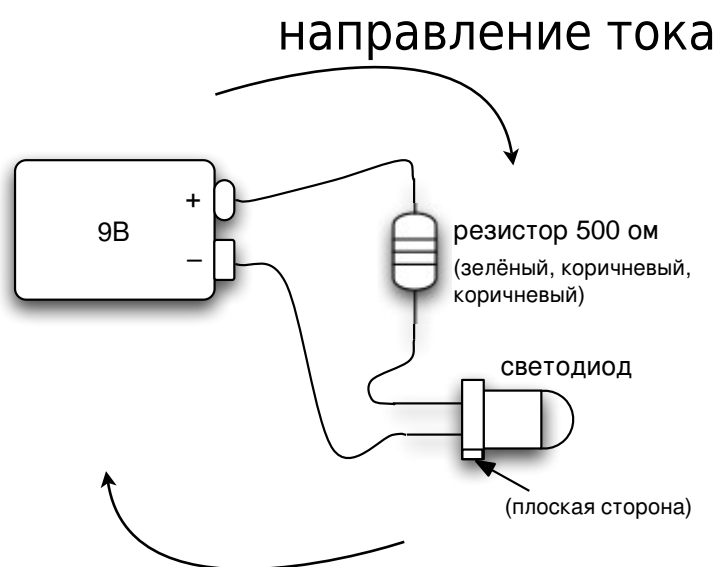 направление тока
+
9В
–
резистор 500 ом
(зелёный, коричневый,
коричневый)
светодиод
(плоская сторона)